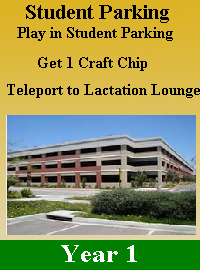 Student Parking
Play in Student Parking
Get 1 Craft Chip
Teleport to Lactation Lounge
Year 1